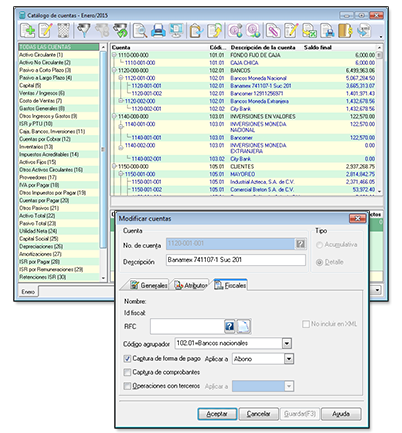 Catálogo de cuentas - Enero/2015
TODAS LAS CUENTAS
Activo Circulante (1)
Activo No Circulante (2)
Pasivo a Corto Plazo (3)
Pasivo a Largo Plazo (4)
Capital (5)
Ventas / Ingresos (6)
Costo de Ventas (7)
Gastos Generales (8)
Otros Ingresos y Gastos (9)
ISR y PTU (10)
Caja, Bancos, Inversiones (11)
Cuentas por Cobrar (12)
Inventarios (13)
Impuestos Acreditables (14)
Activos Fijos (15)
Otros Activos Circulantes (16)
Proveedores (17)
IVA por Pagar (18)
Otros Impuestos por Pagar (19)
Cuentas por Pagar (20)
Otros Pasivos (21)
Activo Total (22)
Pasivo Total (23)
Utilidad Neta (24)
Capital Social (25)
Depreciaciones (26)
Amortizaciones (27)
ISR por Pagar (28)
ISR por Remuneraciones (29)
Retenciones ISR (30)
Enero
Cuenta Códi... Descripción de la cuenta Saldo final
1110-000-000 101 FONDO FIJO DE CAJA 6,000.00
1110-001-000 101.01 CAJA CHICA 6,000.00
1120-000-000 102 BANCOS 6,499,963.06
1120-001-000 102.01 Bancos Moneda Nacional 5,067,284.50
1120-001-001 102.01 Banamex 741107-1 Suc 201 3,665,313.07
1120-001-002 102.01 Bancomer 1291256971 1,401,971.43
1120-002-000 102.02 Bancos Moneda Extranjera 1,432,678.56
1120-002-001 102.02 City Bank 1,432,678.56
1140-000-000 103 INVERSIONES EN VALORES 122,570.00
1140-001-000 103.01 INVERSIONES MONEDA NACIONAL 122,570.00
1140-001-001 103.01 Bancomer 122,570.00
1140-002-000 103.02 INVERSIONES MONEDA EXTRANJERA 0.00
1140-002-001 103.02 City Bank 0.00
1150-000-000 105 CLIENTES 2,937,268.75
1150-001-000 105.01 MAYOREO 2,814,842.75
1150-001-001 105.01 Industrial Azteca, S.A. de C.V. 2,371,466.05
1150-001-002 105.01 Comercial Breton S.A. de C.V. 53,972.40
Modificar cuentas
Cuenta
No. de cuenta 1120-001-001
Descripción Banamex 741107-1 Suc 201
Tipo
Acumulativa
Detalle
Generales Atributos Fiscales
Nombre:
Id fiscal:
RFC
No incluir en XML
Código agrupador 102.01=Bancos nacionales
Captura de forma de pago Aplicar a Abono
Captura de comprobantes
Operaciones con terceros Aplicar a
Aceptar Cancelar Guardar(F3) Ayuda